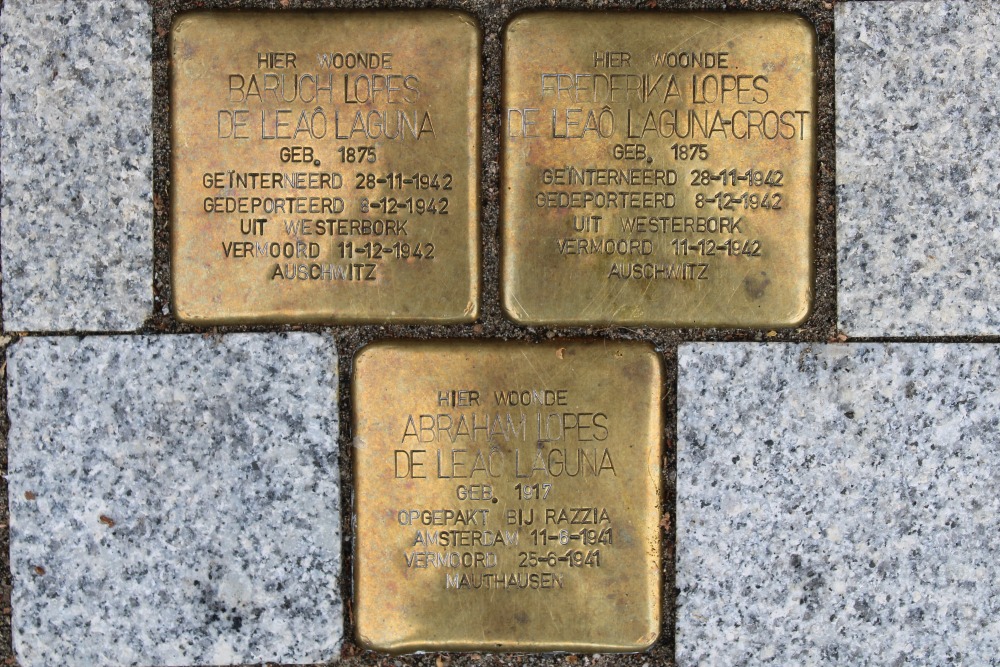 HIER WOONDE
BARUCH LOPES
DE LEAÔ LAGUNA
GEB. 1875
GEÏNTERNEERD 28-11-1942
GEDEPORTEERD 8-12-1942
UIT WESTERBORK
VERMOORD 11-12-1942
AUSCHWITZ
HIER WOONDE
FREDERIKA LOPES
DE LEAÔ LAGUNA-CROST
GEB. 1875
GEÏNTERNEERD 28-11-1942
GEDEPORTEERD 8-12-1942
UIT WESTERBORK
VERMOORD 11-12-1942
AUSCHWITZ
HIER WOONDE
ABRAHAM LOPES
DE LEAÔ LAGUNA
GEB. 1917
OPGEPAKT BIJ RAZZIA
AMSTERDAM 11-6-1941
VERMOORD 25-6-1941
MAUTHAUSEN